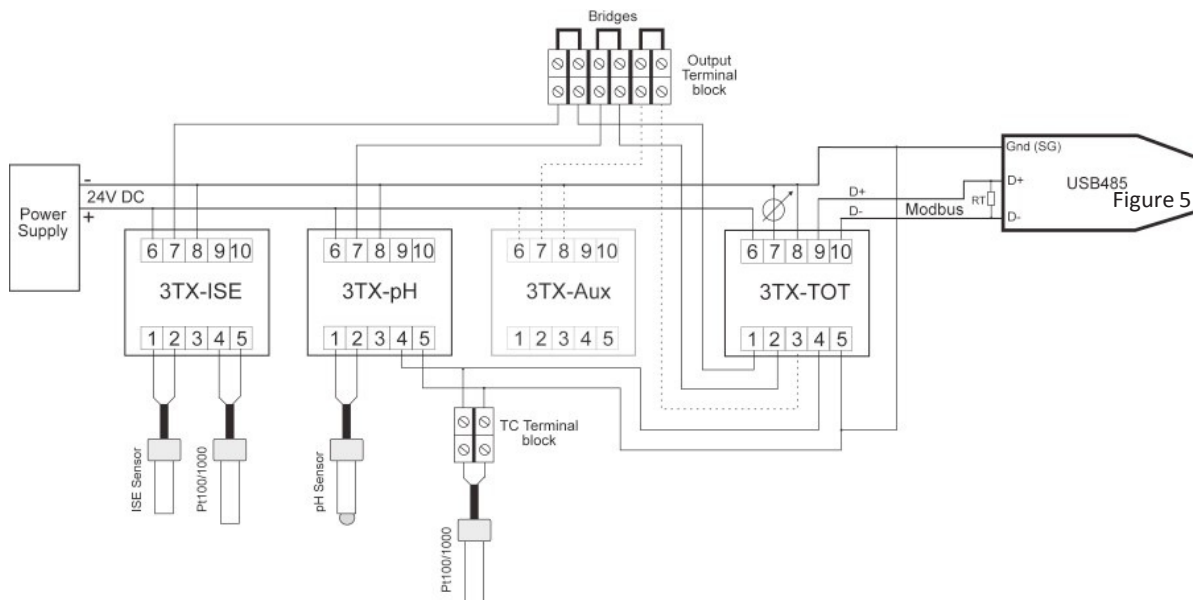 Bridges
Output
Terminal
block
Gnd (SG)
D+
USB485
Figure 5
D-
RT
D+
D-
Modbus
-
24V DC
+
Power
Supply
6 7 8 9 10
3TX-ISE
1 2 3 4 5
6 7 8 9 10
3TX-pH
1 2 3 4 5
6 7 8 9 10
3TX-Aux
1 2 3 4 5
6 7 8 9 10
3TX-TOT
1 2 3 4 5
TC Terminal
block
ISE Sensor
Pt100/1000
pH Sensor
Pt100/1000